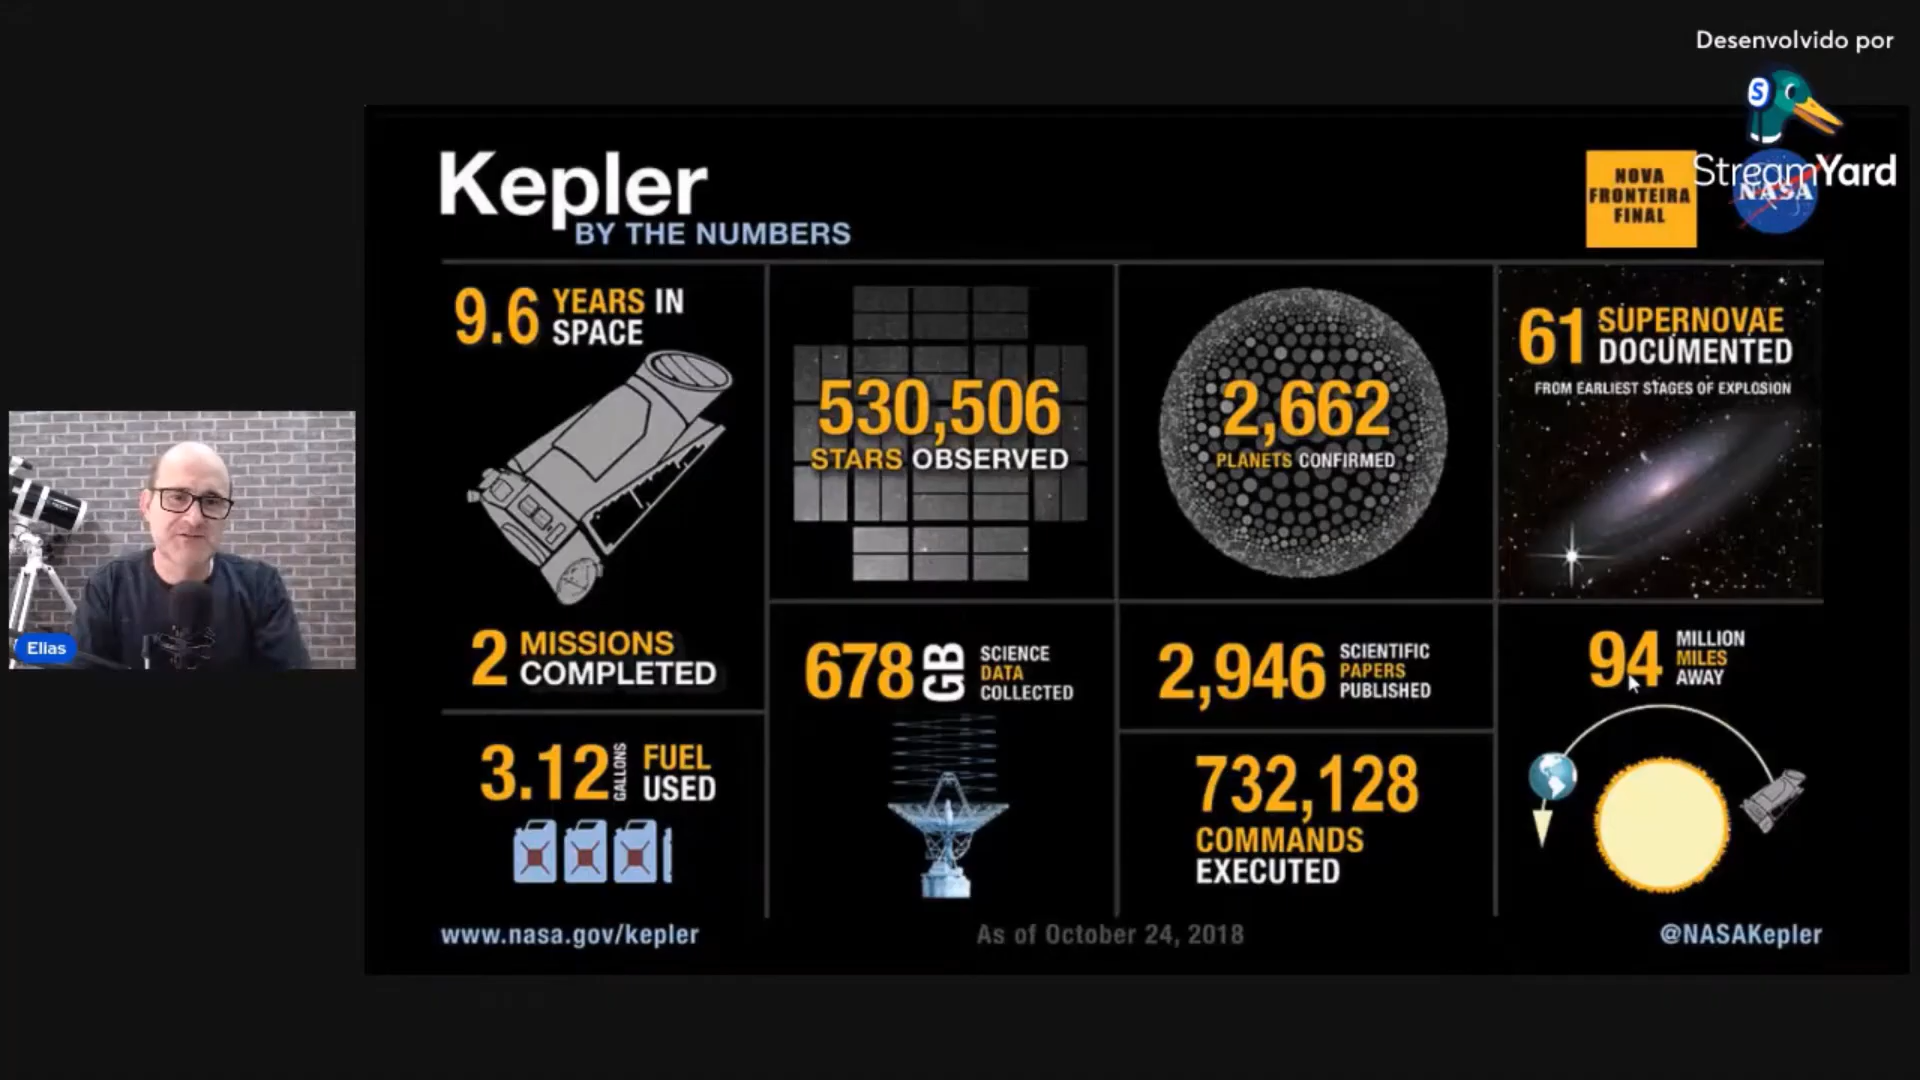 Desenvolvido por
StreamYard
Kepler
BY THE NUMBERS
NOVA
FRONTEIRA
FINAL
NASA
9.6 YEARS IN
SPACE
530,506
STARS OBSERVED
2,662
PLANETS CONFIRMED
61 SUPERNOVAE
DOCUMENTED
FROM EARLIEST STAGES OF EXPLOSION
2 MISSIONS
COMPLETED
678 GB SCIENCE
DATA
COLLECTED
2,946 SCIENTIFIC
PAPERS
PUBLISHED
94 MILLION
MILES
AWAY
3.12 GALLONS FUEL
USED
732,128
COMMANDS
EXECUTED
www.nasa.gov/kepler
As of October 24, 2018
@NASAKepler
Elias